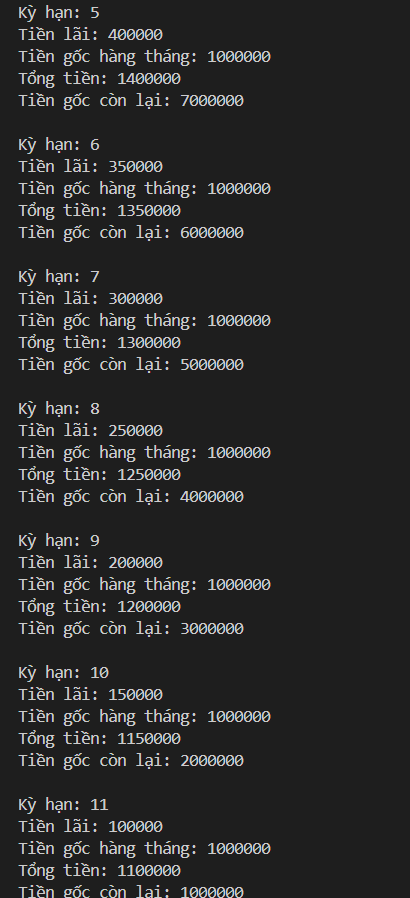 Kỳ hạn: 5
Tiền lãi: 400000
Tiền gốc hàng tháng: 1000000
Tổng tiền: 1400000
Tiền gốc còn lại: 7000000
Kỳ hạn: 6
Tiền lãi: 350000
Tiền gốc hàng tháng: 1000000
Tổng tiền: 1350000
Tiền gốc còn lại: 6000000
Kỳ hạn: 7
Tiền lãi: 300000
Tiền gốc hàng tháng: 1000000
Tổng tiền: 1300000
Tiền gốc còn lại: 5000000
Kỳ hạn: 8
Tiền lãi: 250000
Tiền gốc hàng tháng: 1000000
Tổng tiền: 1250000
Tiền gốc còn lại: 4000000
Kỳ hạn: 9
Tiền lãi: 200000
Tiền gốc hàng tháng: 1000000
Tổng tiền: 1200000
Tiền gốc còn lại: 3000000
Kỳ hạn: 10
Tiền lãi: 150000
Tiền gốc hàng tháng: 1000000
Tổng tiền: 1150000
Tiền gốc còn lại: 2000000
Kỳ hạn: 11
Tiền lãi: 100000
Tiền gốc hàng tháng: 1000000
Tổng tiền: 1100000
Tiền gốc còn lại: 1000000